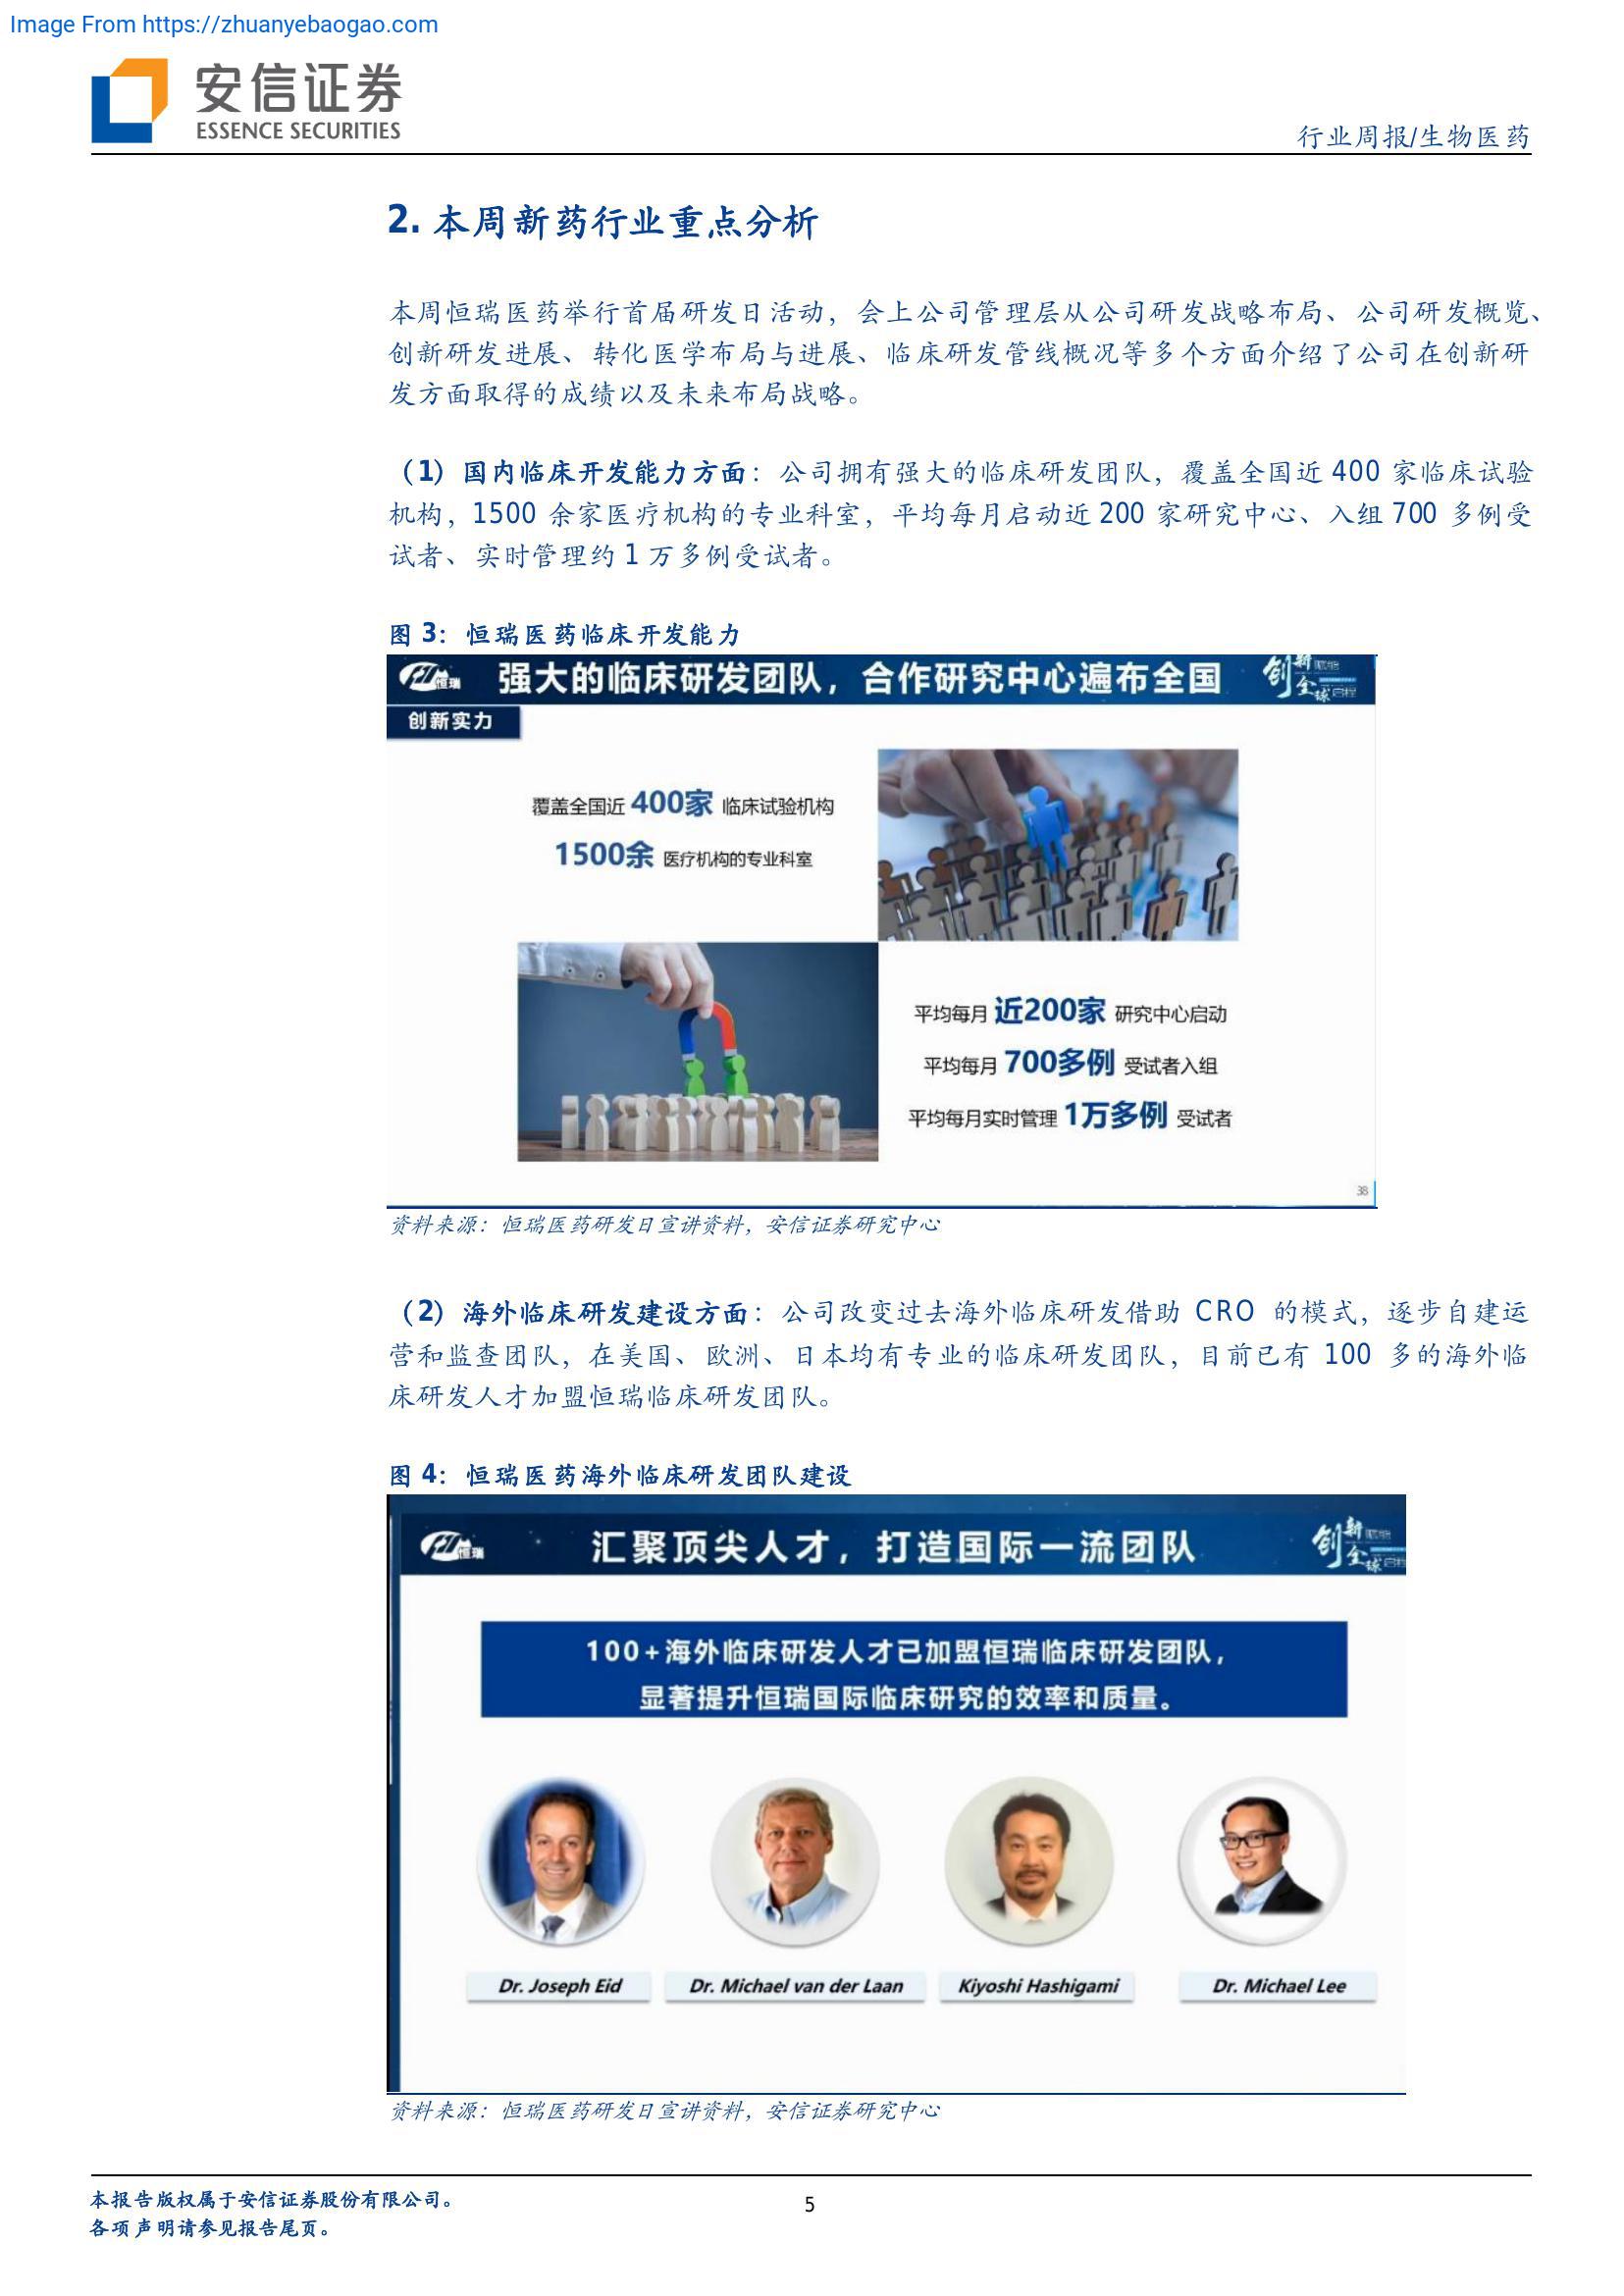 Image From https://zhuanyebaogao.com
安信证券
ESSENCE SECURITIES
行业周报/生物医药
2. 本周新药行业重点分析
本周恒瑞医药举行首届研发日活动，会上公司管理层从公司研发战略布局、公司研发概览、
创新研发进展、转化医学布局与进展、临床研发管线概况等多个方面介绍了公司在创新研
发方面取得的成绩以及未来布局战略。
（1）国内临床开发能力方面：公司拥有强大的临床研发团队，覆盖全国近 400 家临床试验
机构，1500 余家医疗机构的专业科室，平均每月启动近 200 家研究中心、入组 700 多例受
试者、实时管理约 1 万多例受试者。
图 3：恒瑞医药临床开发能力
恒瑞
强大的临床研发团队，合作研究中心遍布全国
创新 赋能
全球 启程
创新实力
覆盖全国近 400家 临床试验机构
1500余 医疗机构的专业科室
平均每月 近200家 研究中心启动
平均每月 700多例 受试者入组
平均每月实时管理 1万多例 受试者
38
资料来源：恒瑞医药研发日宣讲资料，安信证券研究中心
（2）海外临床研发建设方面：公司改变过去海外临床研发借助 CRO 的模式，逐步自建运
营和监查团队，在美国、欧洲、日本均有专业的临床研发团队，目前已有 100 多的海外临
床研发人才加盟恒瑞临床研发团队。
图 4：恒瑞医药海外临床研发团队建设
恒瑞
汇聚顶尖人才，打造国际一流团队
创新 赋能
全球 启程
100+海外临床研发人才已加盟恒瑞临床研发团队，
显著提升恒瑞国际临床研究的效率和质量。
Dr. Joseph Eid
Dr. Michael van der Laan
Kiyoshi Hashigami
Dr. Michael Lee
资料来源：恒瑞医药研发日宣讲资料，安信证券研究中心
本报告版权属于安信证券股份有限公司。
各项声明请参见报告尾页。
5